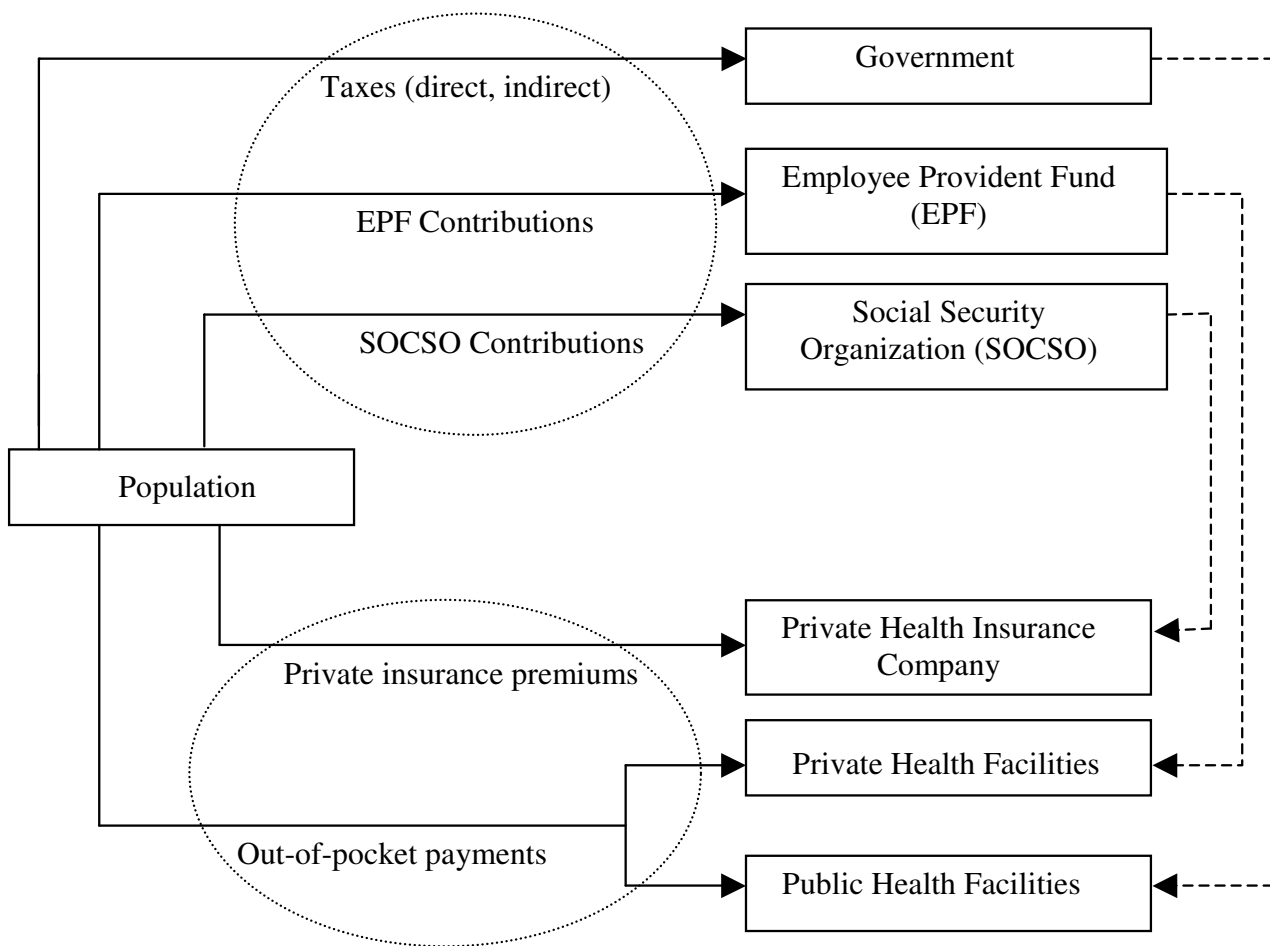 Government
Taxes (direct, indirect)
Employee Provident Fund
(EPF)
EPF Contributions
Social Security
Organization (SOCSO)
SOCSO Contributions
Population
Private Health Insurance
Company
Private insurance premiums
Private Health Facilities
Out-of-pocket payments
Public Health Facilities